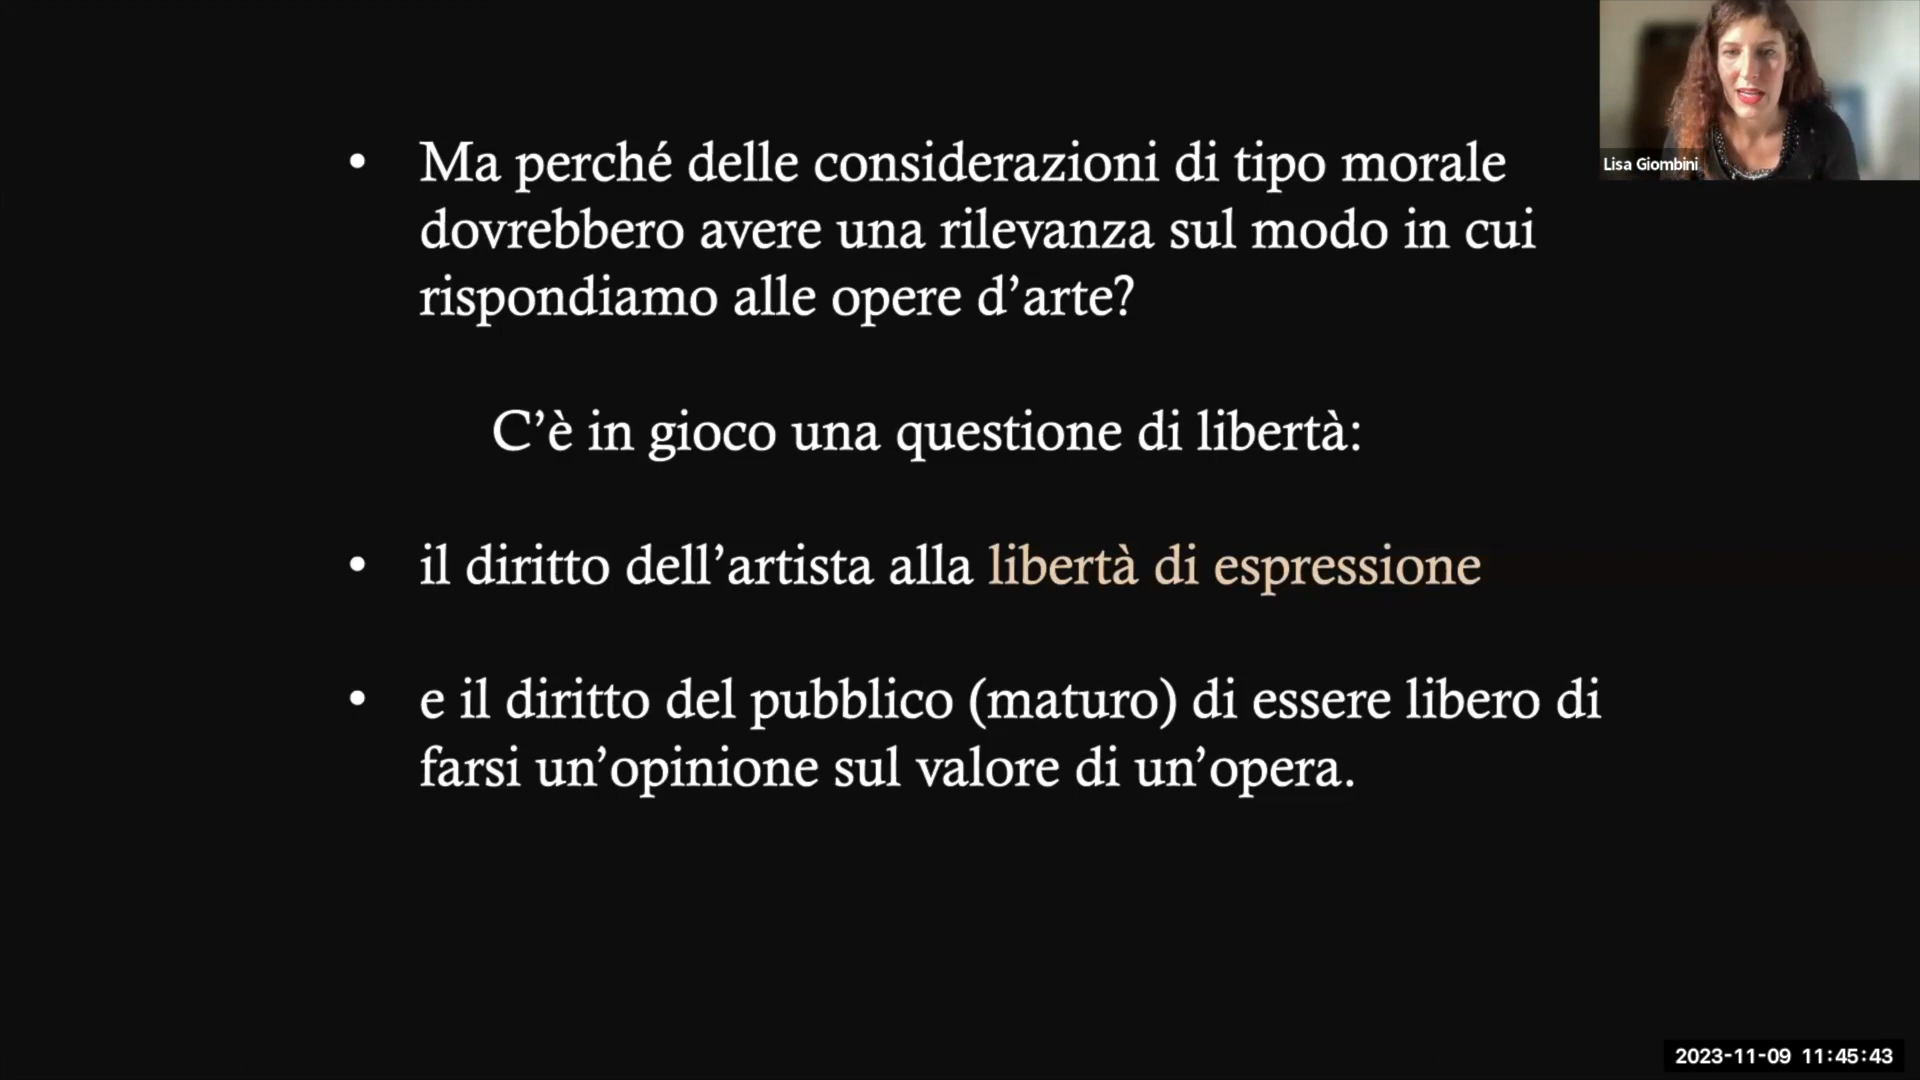 • Ma perché delle considerazioni di tipo morale
dovrebbero avere una rilevanza sul modo in cui
rispondiamo alle opere d’arte?
C’è in gioco una questione di libertà:
• il diritto dell’artista alla libertà di espressione
• e il diritto del pubblico (maturo) di essere libero di
farsi un’opinione sul valore di un’opera.
Lisa Giombini
2023-11-09 11:45:43